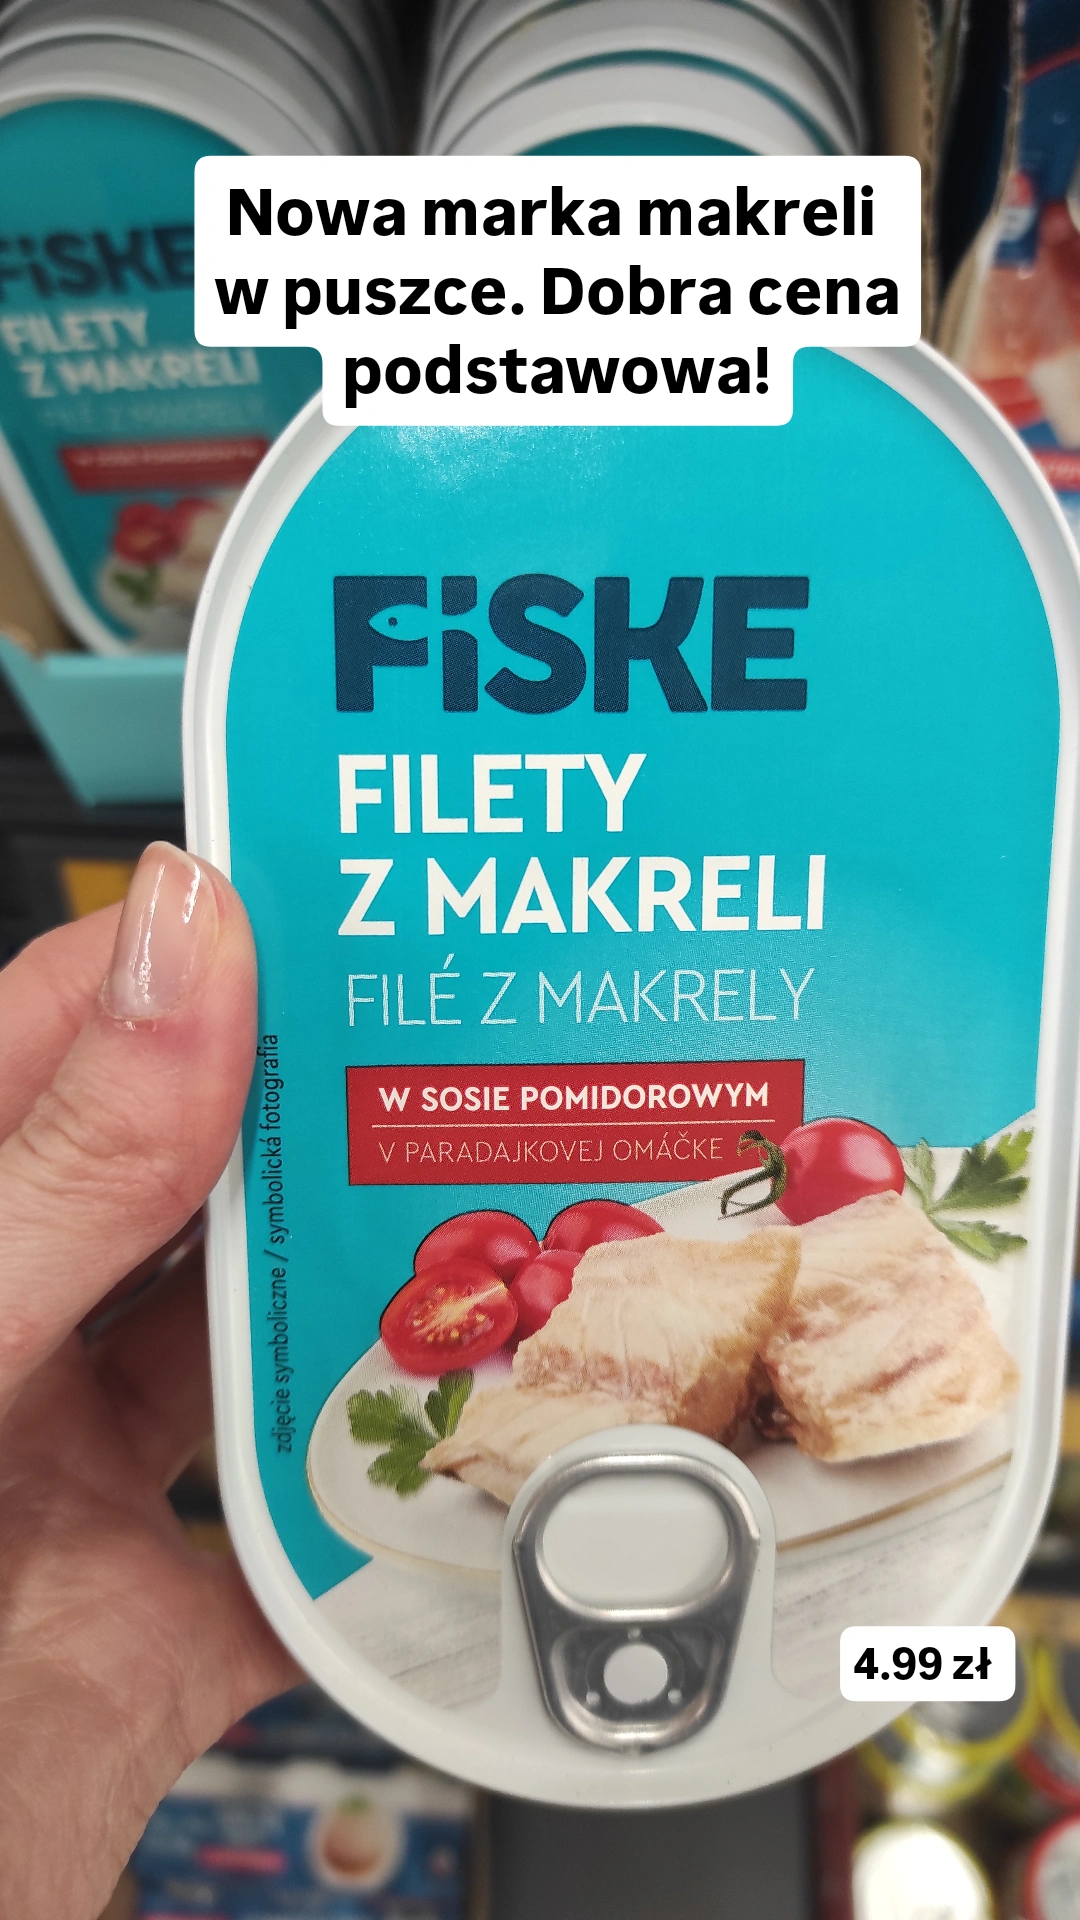 Nowa marka makreli
w puszce. Dobra cena
podstawowa!
FiSKE
FILETY
Z MAKRELI
FiSKE
FILETY
Z MAKRELI
FILÉ Z MAKRELY
W SOSIE POMIDOROWYM
V PARADAJKOVEJ OMÁČKE
zdjęcie symboliczne / symbolická fotografia
4.99 zł